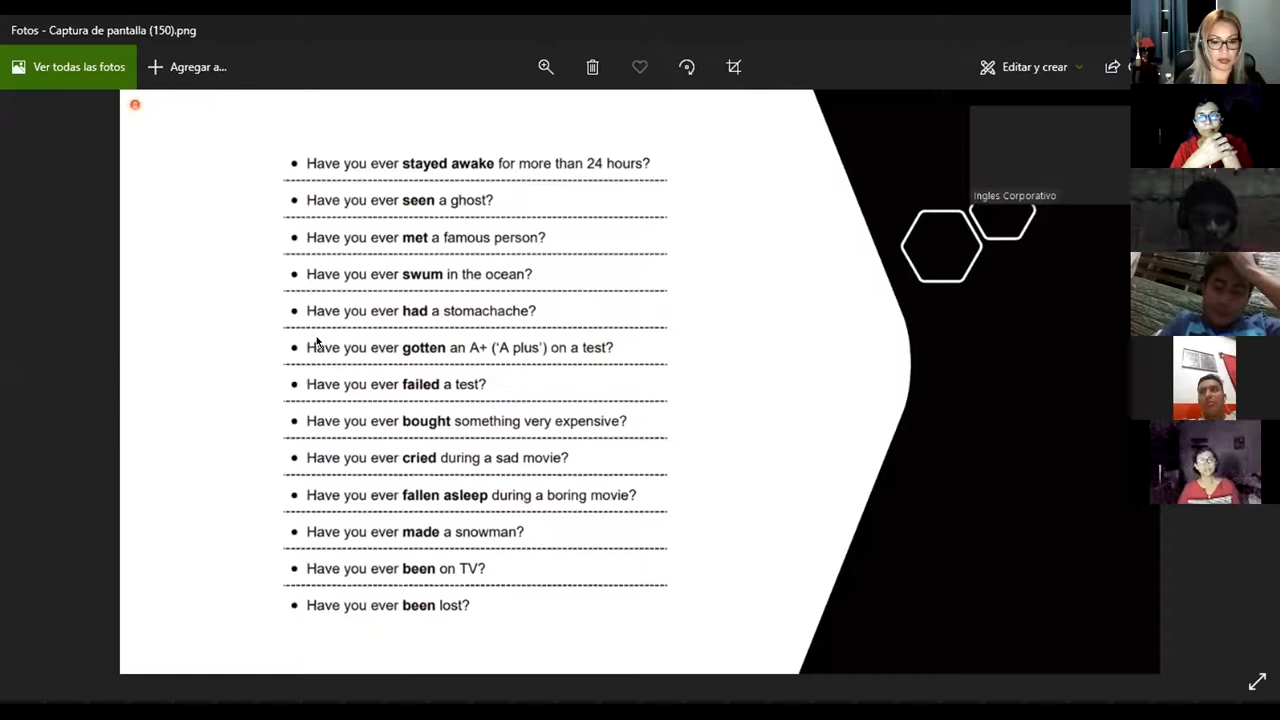 Fotos - Captura de pantalla (150).png
Ver todas las fotos
Agregar a...
Editar y crear
Ingles Corporativo
• Have you ever stayed awake for more than 24 hours?
• Have you ever seen a ghost?
• Have you ever met a famous person?
• Have you ever swum in the ocean?
• Have you ever had a stomachache?
• Have you ever gotten an A+ (‘A plus’) on a test?
• Have you ever failed a test?
• Have you ever bought something very expensive?
• Have you ever cried during a sad movie?
• Have you ever fallen asleep during a boring movie?
• Have you ever made a snowman?
• Have you ever been on TV?
• Have you ever been lost?